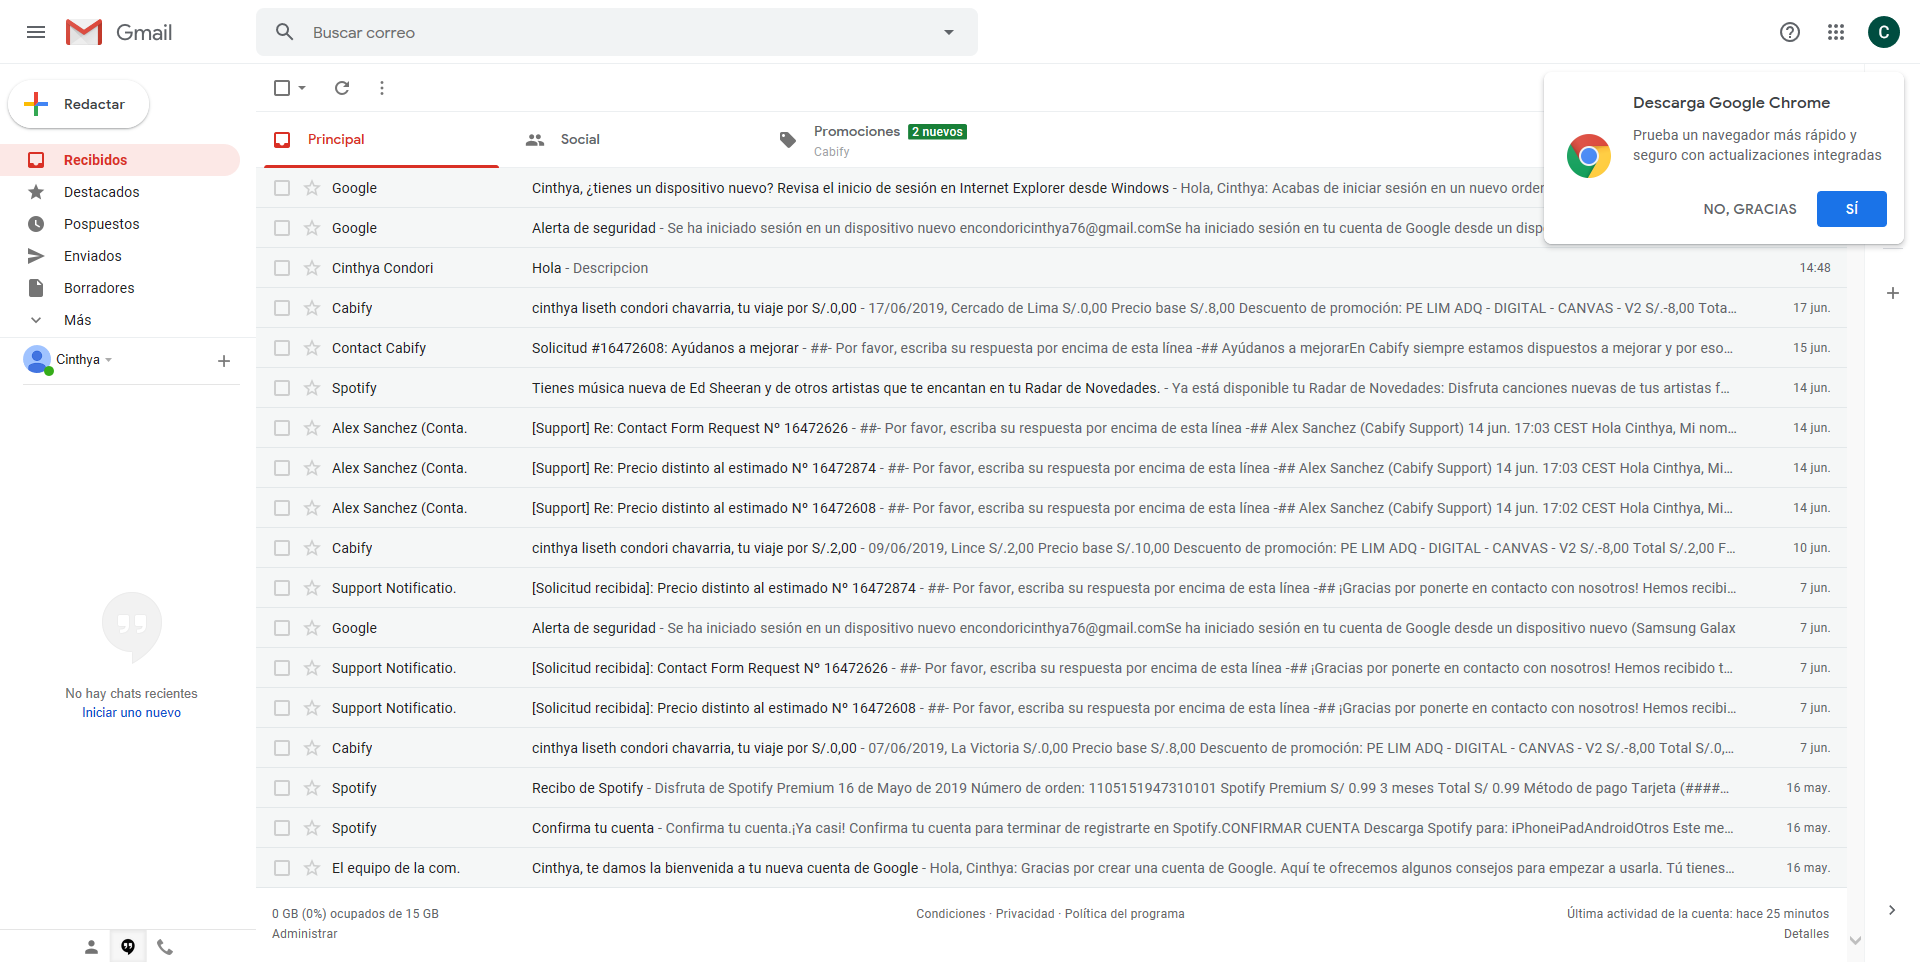 Gmail
Buscar correo
C
Redactar
Recibidos
Destacados
Pospuestos
Enviados
Borradores
Más
Cinthya
No hay chats recientes
Iniciar uno nuevo
Principal
Social
Promociones 2 nuevos
Cabify
Descarga Google Chrome
Prueba un navegador más rápido y
seguro con actualizaciones integradas
NO, GRACIAS SÍ
Google Cinthya, ¿tienes un dispositivo nuevo? Revisa el inicio de sesión en Internet Explorer desde Windows - Hola, Cinthya: Acabas de iniciar sesión en un nuevo order
Google Alerta de seguridad - Se ha iniciado sesión en un dispositivo nuevo encondoricinthya76@gmail.comSe ha iniciado sesión en tu cuenta de Google desde un disp
Cinthya Condori Hola - Descripcion 14:48
Cabify cinthya liseth condori chavarria, tu viaje por S/.0,00 - 17/06/2019, Cercado de Lima S/.0,00 Precio base S/.8,00 Descuento de promoción: PE LIM ADQ - DIGITAL - CANVAS - V2 S/.-8,00 Tota… 17 jun.
Contact Cabify Solicitud #16472608: Ayúdanos a mejorar - ##- Por favor, escriba su respuesta por encima de esta línea -## Ayúdanos a mejorarEn Cabify siempre estamos dispuestos a mejorar y por eso… 15 jun.
Spotify Tienes música nueva de Ed Sheeran y de otros artistas que te encantan en tu Radar de Novedades. - Ya está disponible tu Radar de Novedades: Disfruta canciones nuevas de tus artistas f… 14 jun.
Alex Sanchez (Conta. [Support] Re: Contact Form Request Nº 16472626 - ##- Por favor, escriba su respuesta por encima de esta línea -## Alex Sanchez (Cabify Support) 14 jun. 17:03 CEST Hola Cinthya, Mi nom… 14 jun.
Alex Sanchez (Conta. [Support] Re: Precio distinto al estimado Nº 16472874 - ##- Por favor, escriba su respuesta por encima de esta línea -## Alex Sanchez (Cabify Support) 14 jun. 17:03 CEST Hola Cinthya, Mi… 14 jun.
Alex Sanchez (Conta. [Support] Re: Precio distinto al estimado Nº 16472608 - ##- Por favor, escriba su respuesta por encima de esta línea -## Alex Sanchez (Cabify Support) 14 jun. 17:02 CEST Hola Cinthya, Mi… 14 jun.
Cabify cinthya liseth condori chavarria, tu viaje por S/.2,00 - 09/06/2019, Lince S/.2,00 Precio base S/.10,00 Descuento de promoción: PE LIM ADQ - DIGITAL - CANVAS - V2 S/.-8,00 Total S/.2,00 F… 10 jun.
Support Notificatio. [Solicitud recibida]: Precio distinto al estimado Nº 16472874 - ##- Por favor, escriba su respuesta por encima de esta línea -## ¡Gracias por ponerte en contacto con nosotros! Hemos recibi… 7 jun.
Google Alerta de seguridad - Se ha iniciado sesión en un dispositivo nuevo encondoricinthya76@gmail.comSe ha iniciado sesión en tu cuenta de Google desde un dispositivo nuevo (Samsung Galax 7 jun.
Support Notificatio. [Solicitud recibida]: Contact Form Request Nº 16472626 - ##- Por favor, escriba su respuesta por encima de esta línea -## ¡Gracias por ponerte en contacto con nosotros! Hemos recibido t… 7 jun.
Support Notificatio. [Solicitud recibida]: Precio distinto al estimado Nº 16472608 - ##- Por favor, escriba su respuesta por encima de esta línea -## ¡Gracias por ponerte en contacto con nosotros! Hemos recibi… 7 jun.
Cabify cinthya liseth condori chavarria, tu viaje por S/.0,00 - 07/06/2019, La Victoria S/.0,00 Precio base S/.8,00 Descuento de promoción: PE LIM ADQ - DIGITAL - CANVAS - V2 S/.-8,00 Total S/.0,… 7 jun.
Spotify Recibo de Spotify - Disfruta de Spotify Premium 16 de Mayo de 2019 Número de orden: 1105151947310101 Spotify Premium S/ 0.99 3 meses Total S/ 0.99 Método de pago Tarjeta (####… 16 may.
Spotify Confirma tu cuenta - Confirma tu cuenta.¡Ya casi! Confirma tu cuenta para terminar de registrarte en Spotify.CONFIRMAR CUENTA Descarga Spotify para: iPhoneiPadAndroidOtros Este me… 16 may.
El equipo de la com. Cinthya, te damos la bienvenida a tu nueva cuenta de Google - Hola, Cinthya: Gracias por crear una cuenta de Google. Aquí te ofrecemos algunos consejos para empezar a usarla. Tú tienes… 16 may.
0 GB (0%) ocupados de 15 GB
Administrar
Condiciones · Privacidad · Política del programa
Última actividad de la cuenta: hace 25 minutos
Detalles